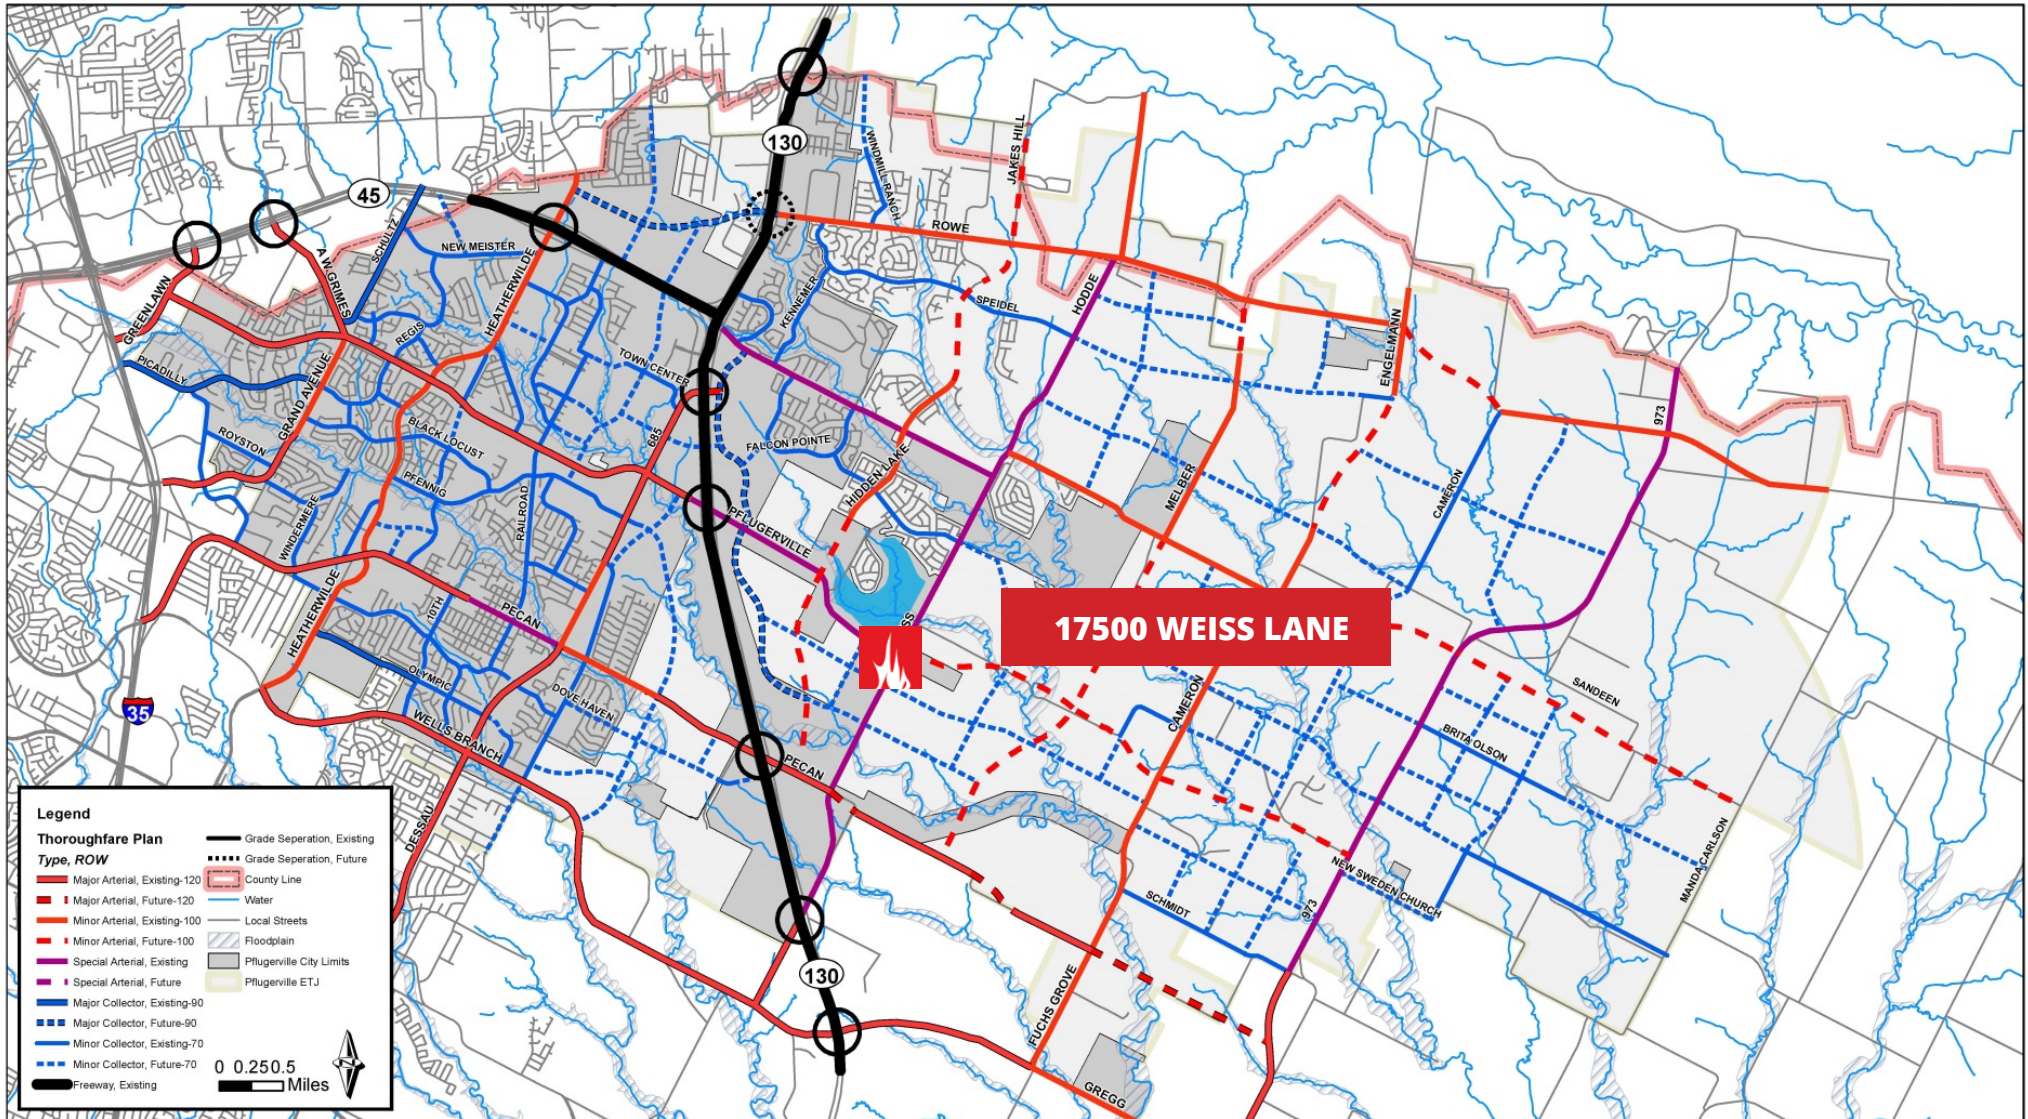 130
JAKES HILL
WINDMILL RANCH
45
A W GRIMES
SCHULTZ
NEW MEISTER
HEATHERWILDE
ROWE
GREENLAWN
KENNEMER
SPEIDEL
HODDE
REGIS
PICADILLY
TOWN CENTER
ENGELMANN
GRAND AVENUE
973
ROYSTON
BLACK LOCUST
685
FALCON POINTE
HIDDEN LAKE
PFENNIG
MELBER
CAMERON
WINDERMERE
RAILROAD
PFLUGERVILLE
HEATHERWILDE
10TH
PECAN
SS
17500 WEISS LANE
OLYMPIC
DOVE HAVEN
SANDEEN
35
WELLS BRANCH
CAMERON
BRITA OLSON
PECAN
DESSAU
MANDA CARLSON
NEW SWEDEN CHURCH
SCHMIDT
973
130
FUCHS GROVE
GREGG
Legend
Thoroughfare Plan
Type, ROW
Major Arterial, Existing-120
Major Arterial, Future-120
Minor Arterial, Existing-100
Minor Arterial, Future-100
Special Arterial, Existing
Special Arterial, Future
Major Collector, Existing-90
Major Collector, Future-90
Minor Collector, Existing-70
Minor Collector, Future-70
Freeway, Existing
Grade Seperation, Existing
Grade Seperation, Future
County Line
Water
Local Streets
Floodplain
Pflugerville City Limits
Pflugerville ETJ
0 0.25 0.5
Miles